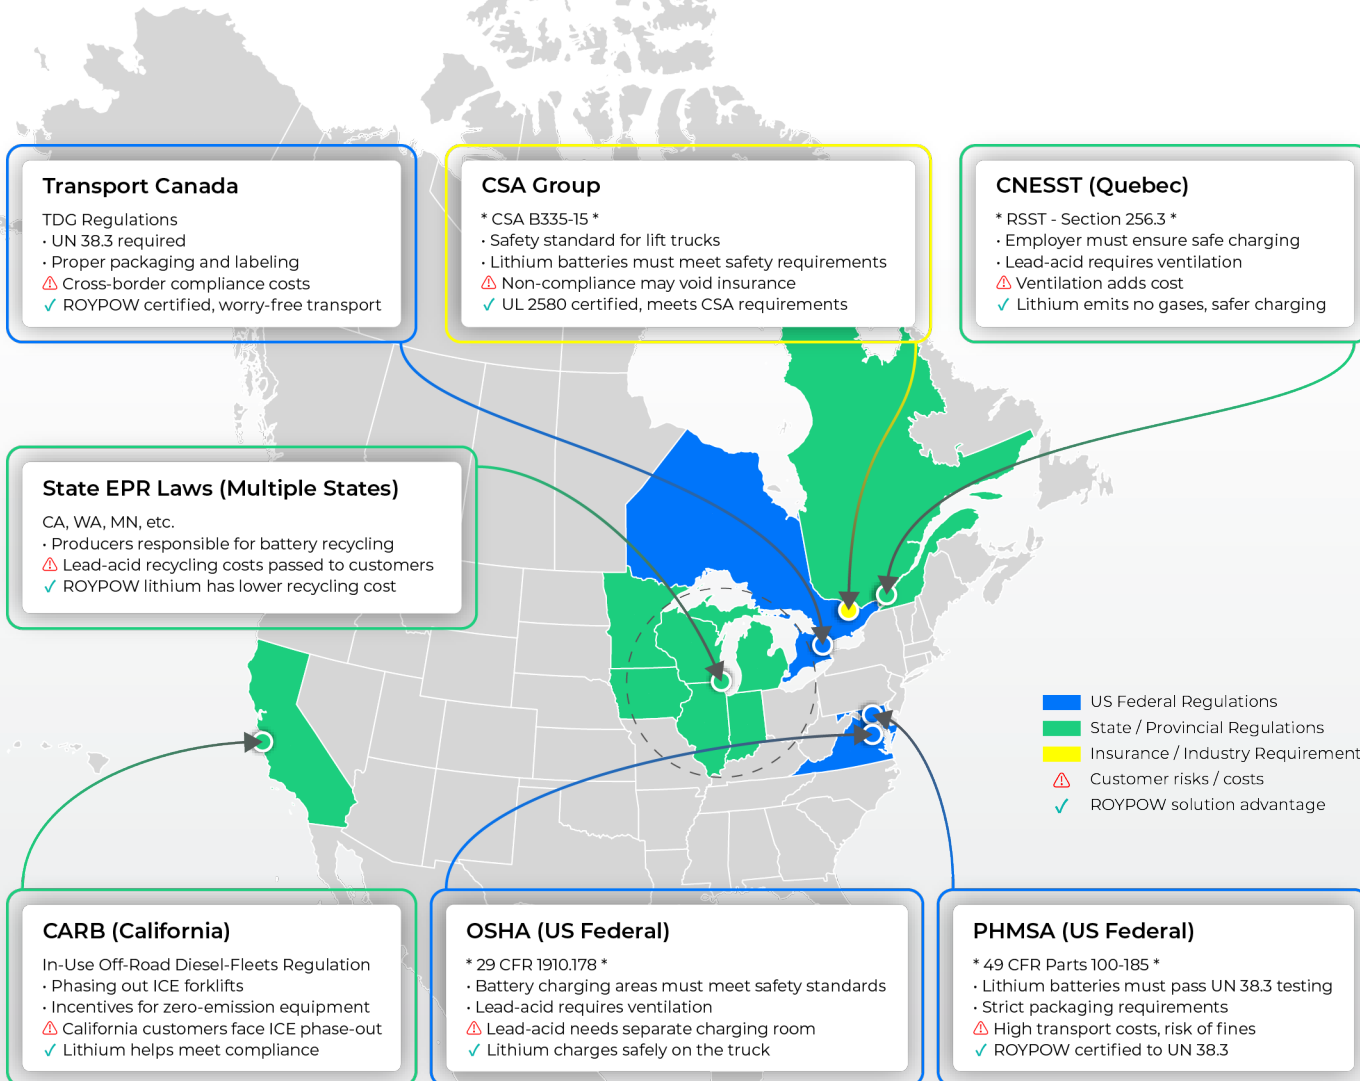 Transport Canada
TDG Regulations
· UN 38.3 required
· Proper packaging and labeling
Cross-border compliance costs
✓ ROYPOW certified, worry-free transport
CSA Group
* CSA B335-15 *
· Safety standard for lift trucks
· Lithium batteries must meet safety requirements
Non-compliance may void insurance
✓ UL 2580 certified, meets CSA requirements
CNESST (Quebec)
* RSST - Section 256.3 *
· Employer must ensure safe charging
· Lead-acid requires ventilation
Ventilation adds cost
✓ Lithium emits no gases, safer charging
State EPR Laws (Multiple States)
CA, WA, MN, etc.
· Producers responsible for battery recycling
Lead-acid recycling costs passed to customers
✓ ROYPOW lithium has lower recycling cost
US Federal Regulations
State / Provincial Regulations
Insurance / Industry Requirement
Customer risks / costs
✓ ROYPOW solution advantage
CARB (California)
In-Use Off-Road Diesel-Fleets Regulation
· Phasing out ICE forklifts
· Incentives for zero-emission equipment
California customers face ICE phase-out
✓ Lithium helps meet compliance
OSHA (US Federal)
* 29 CFR 1910.178 *
· Battery charging areas must meet safety standards
· Lead-acid requires ventilation
Lead-acid needs separate charging room
✓ Lithium charges safely on the truck
PHMSA (US Federal)
* 49 CFR Parts 100-185 *
· Lithium batteries must pass UN 38.3 testing
· Strict packaging requirements
High transport costs, risk of fines
✓ ROYPOW certified to UN 38.3